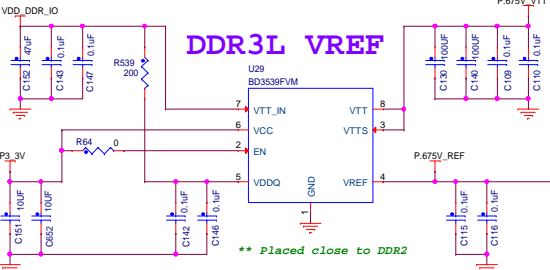 VDD_DDR_IO
P.675V_VTT
DDR3L VREF
C152
47uF
C143
0.1uF
C147
0.1uF
R539
200
U29
BD3539FVM
C130
100UF
C140
100UF
C109
0.1uF
C110
0.1uF
7
VTT_IN
VTT
8
6
VCC
VTTS
3
R64
0
2
EN
P3_3V
P.675V_REF
5
VDDQ
GND
VREF
4
1
C151
10UF
C652
10UF
C142
0.1uF
C146
0.1uF
C115
0.1uF
C116
0.1uF
** Placed close to DDR2